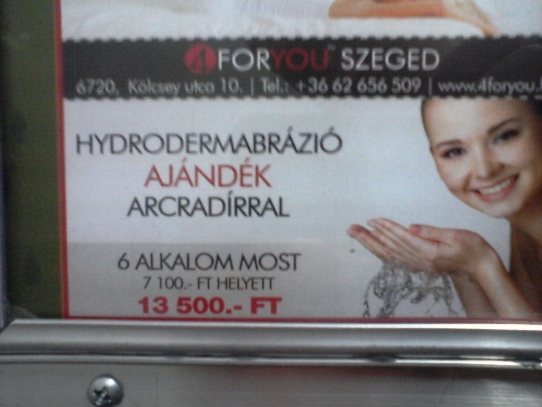 4FORYOU™ SZEGED
6720, Kölcsey utca 10. | Tel.: +36 62 656 509 | www.4foryou.
HYDRODERMABRÁZIÓ
AJÁNDÉK
ARCRADÍRRAL
6 ALKALOM MOST
7 100.- FT HELYETT
13 500.- FT